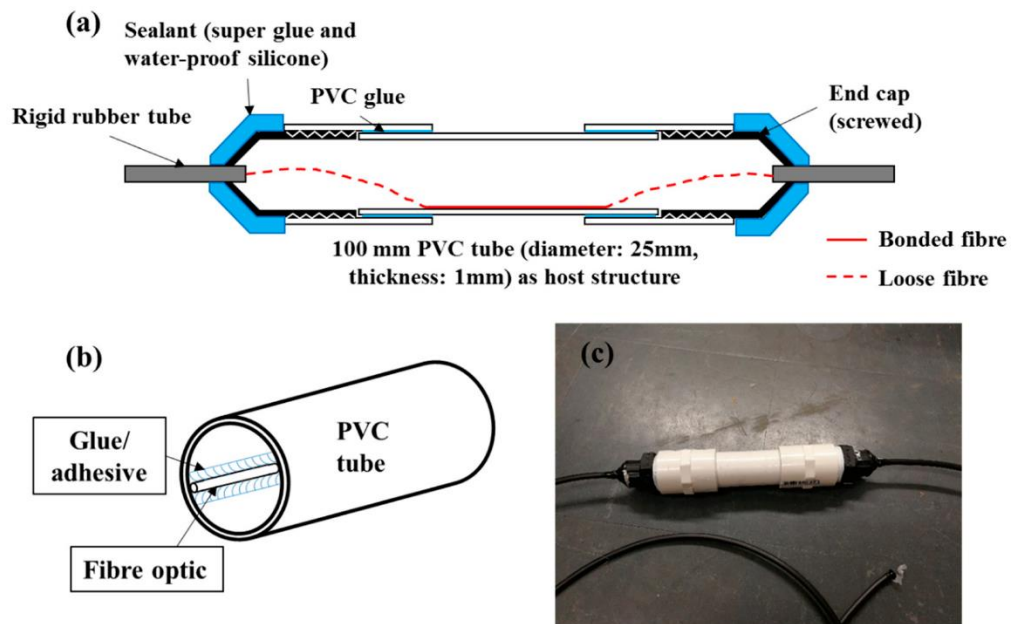 (a)
Sealant (super glue and
water-proof silicone)
PVC glue
End cap
(screwed)
Rigid rubber tube
100 mm PVC tube (diameter: 25mm,
thickness: 1mm) as host structure
Bonded fibre
Loose fibre
(b)
Glue/
adhesive
PVC
tube
Fibre optic
(c)